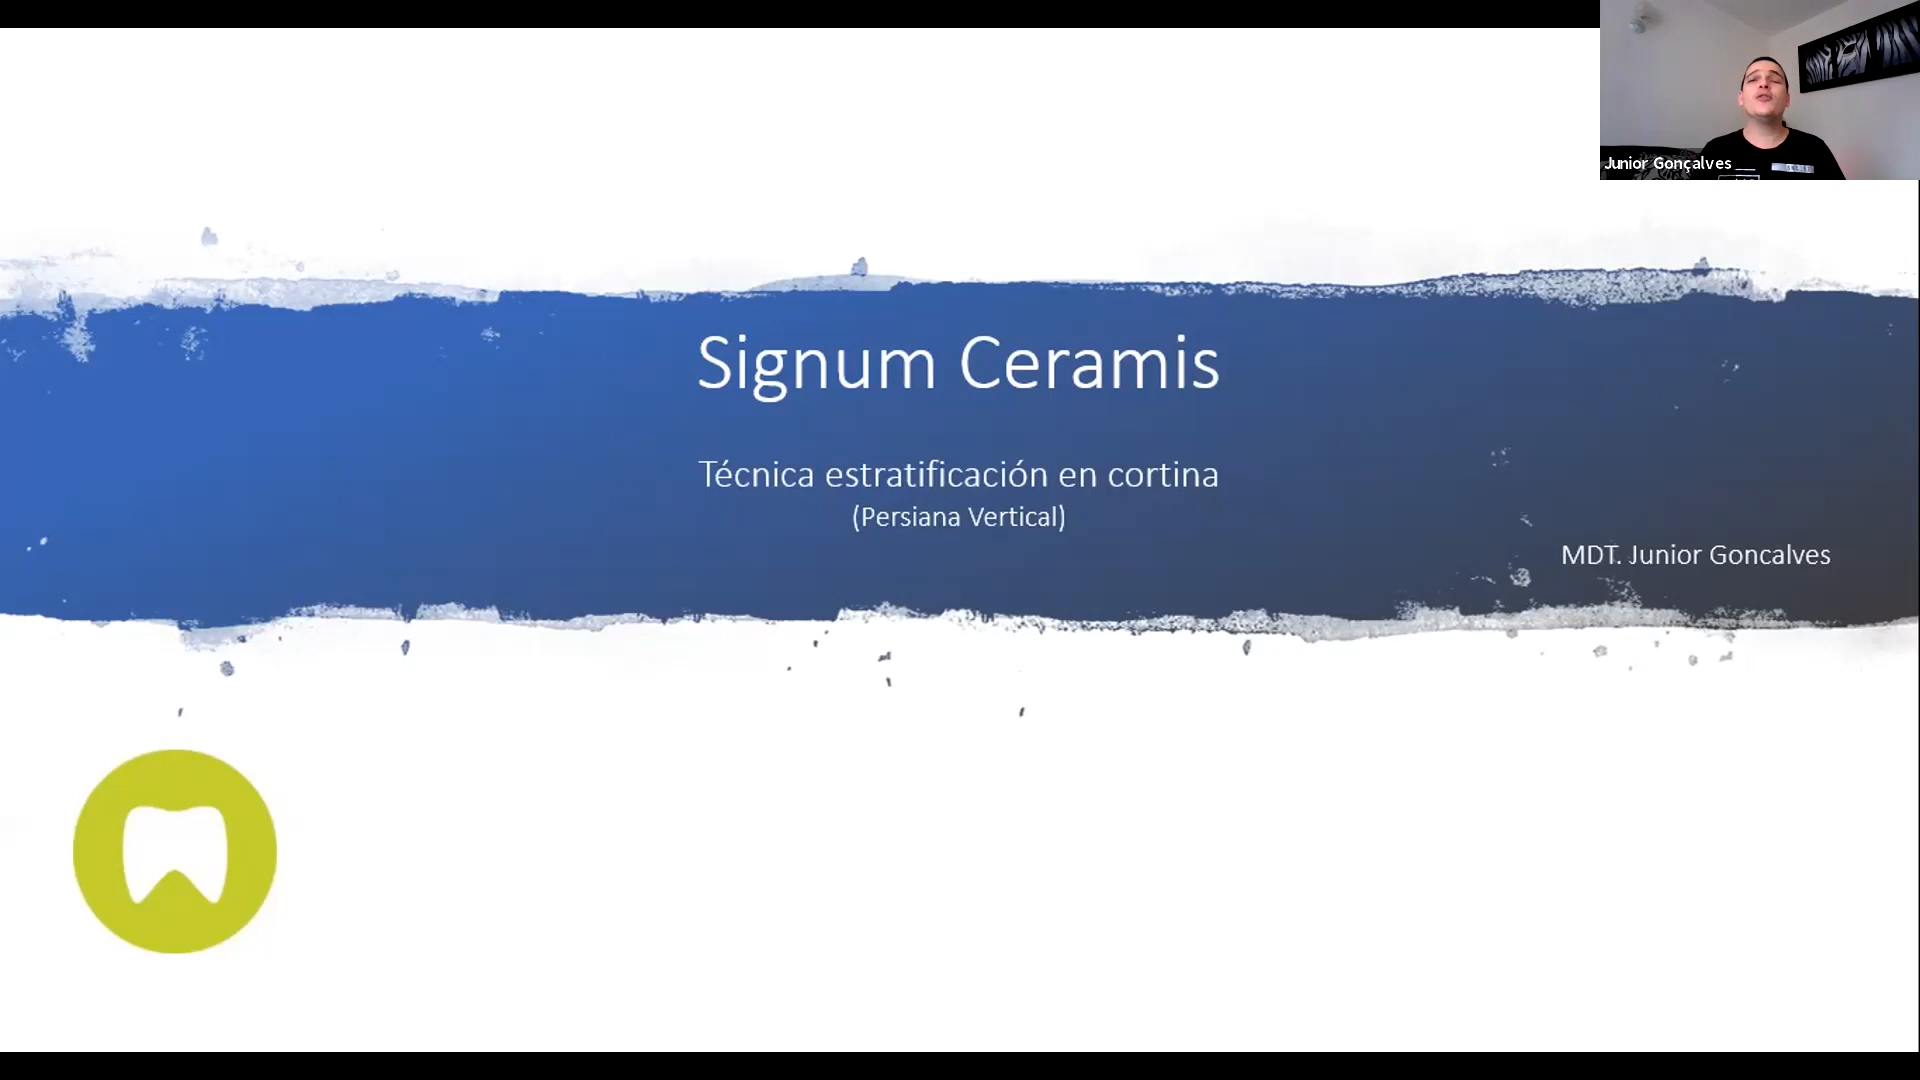 Junior Gonçalves
Signum Ceramis
Técnica estratificación en cortina
(Persiana Vertical)
MDT. Junior Goncalves